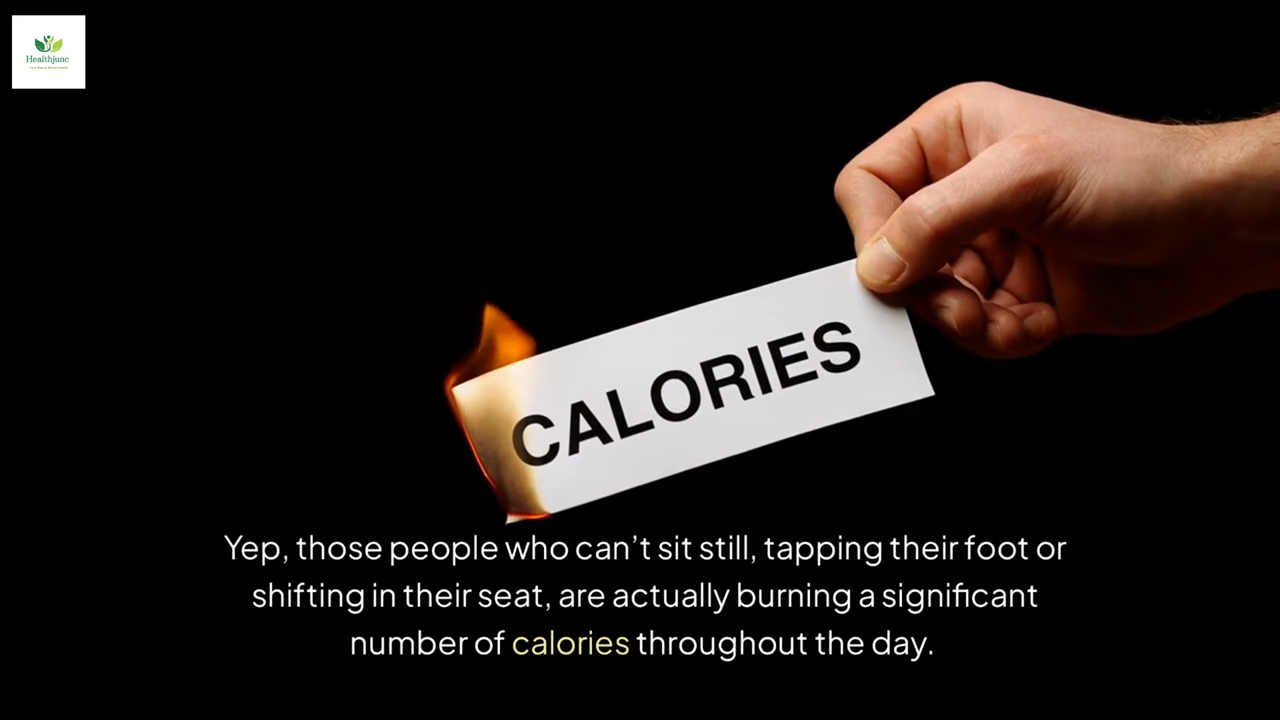 Healthjunc
CALORIES
Yep, those people who can’t sit still, tapping their foot or
shifting in their seat, are actually burning a significant
number of calories throughout the day.